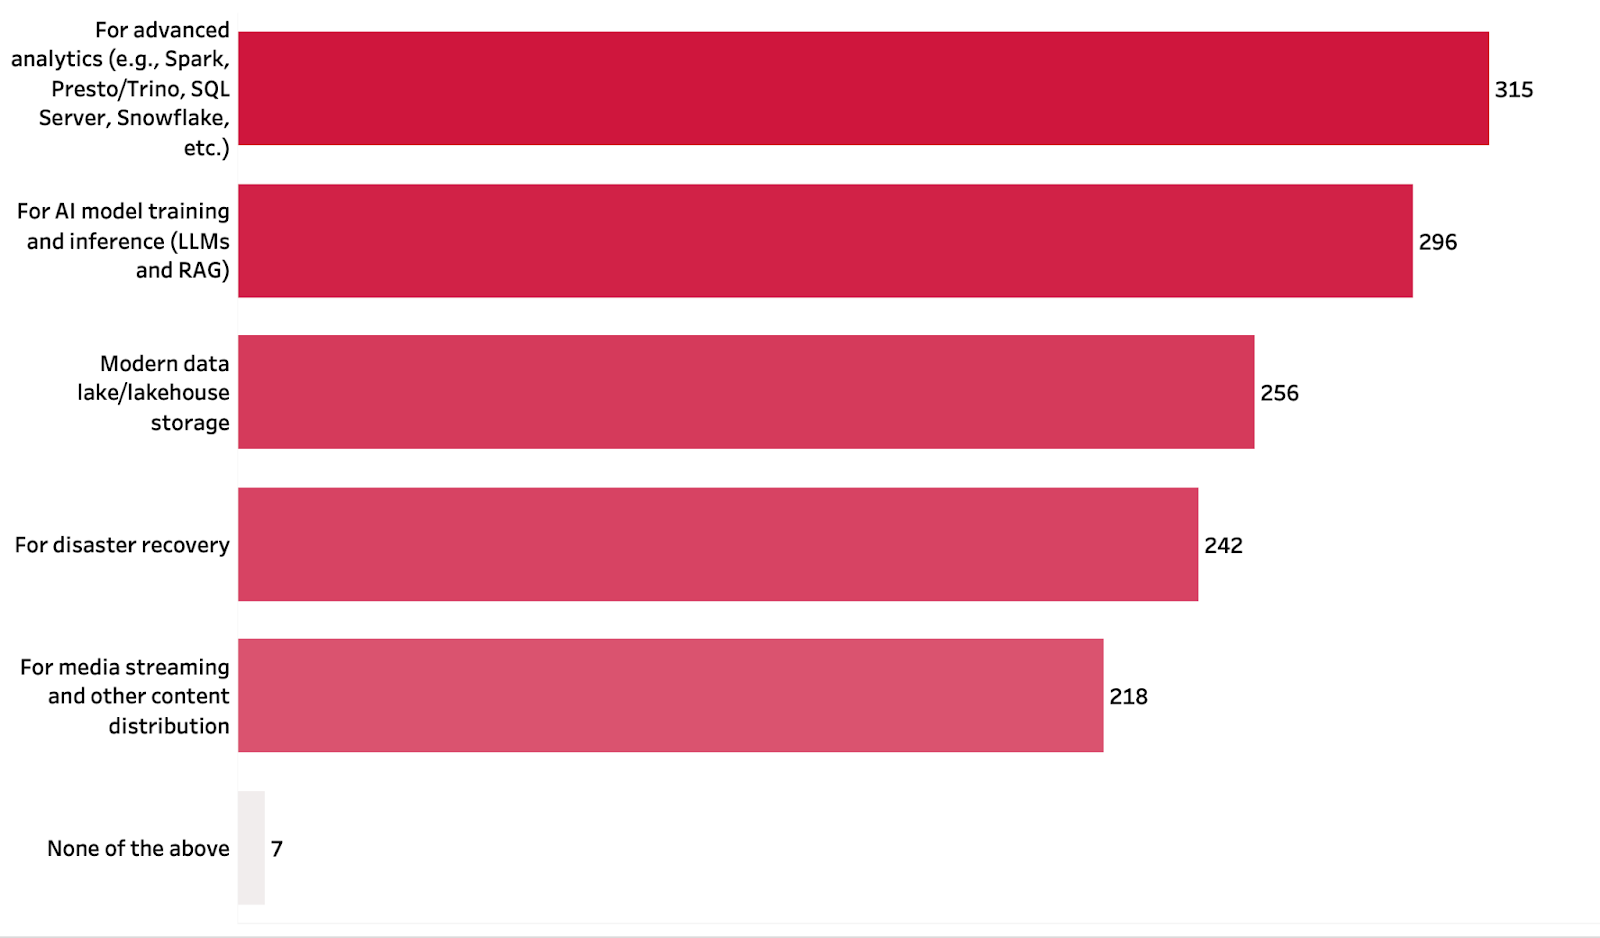 For advanced
analytics (e.g., Spark,
Presto/Trino, SQL
Server, Snowflake,
etc.)
315
For AI model training
and inference (LLMs
and RAG)
296
Modern data
lake/lakehouse
storage
256
For disaster recovery
242
For media streaming
and other content
distribution
218
None of the above
7